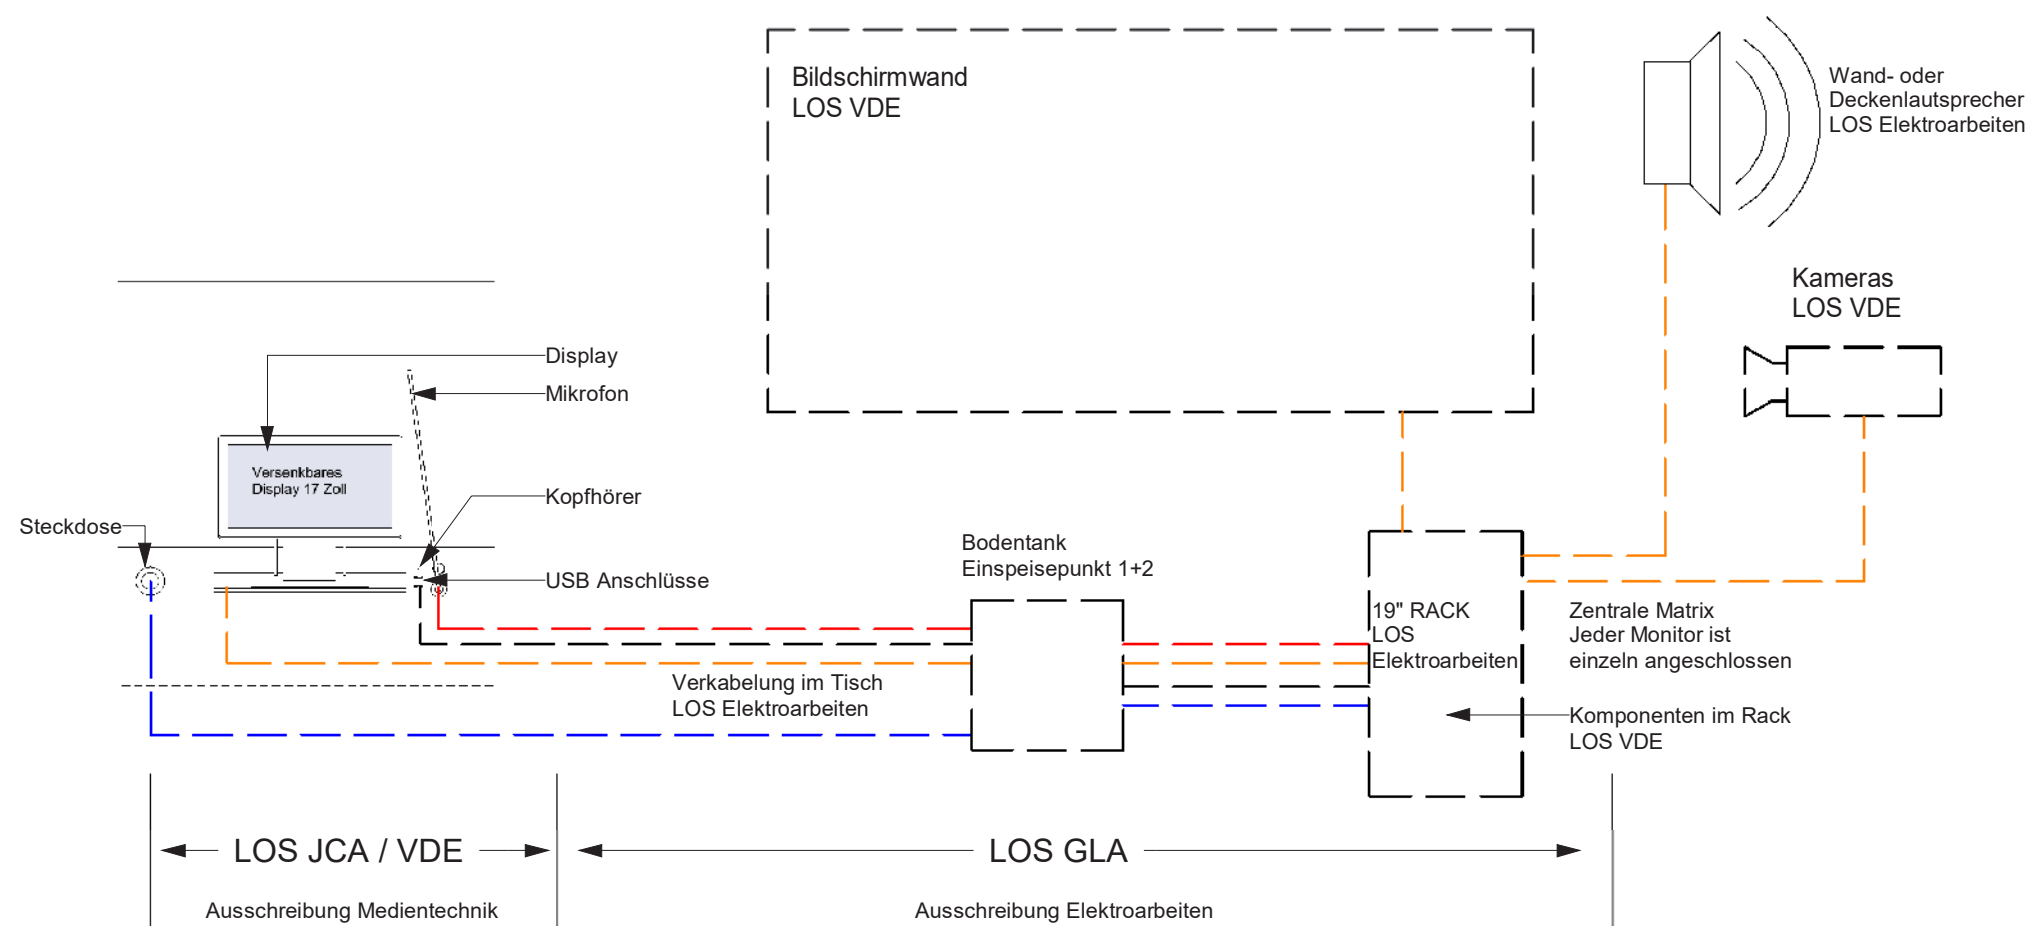 Bildschirmwand
LOS VDE
Wand- oder
Deckenlautsprecher
LOS Elektroarbeiten
Kameras
LOS VDE
Display
Mikrofon
Versenkbares
Display 17 Zoll
Kopfhörer
Steckdose
USB Anschlüsse
Bodentank
Einspeisepunkt 1+2
19" RACK
LOS
Elektroarbeiten
Zentrale Matrix
Jeder Monitor ist
einzeln angeschlossen
Verkabelung im Tisch
LOS Elektroarbeiten
Komponenten im Rack
LOS VDE
LOS JCA / VDE
LOS GLA
Ausschreibung Medientechnik
Ausschreibung Elektroarbeiten